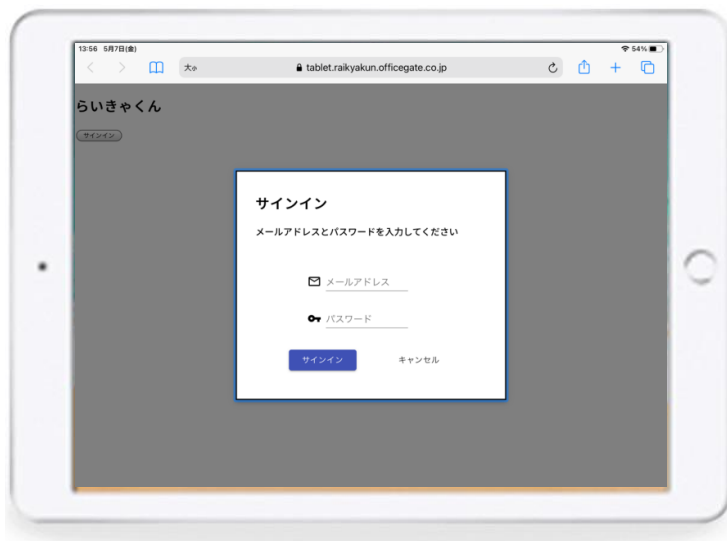 13:56 5月7日(金)
54%
大小
tablet.raikyakun.officegate.co.jp
らいきゃくん
サインイン
サインイン
メールアドレスとパスワードを入力してください
メールアドレス
パスワード
サインイン
キャンセル